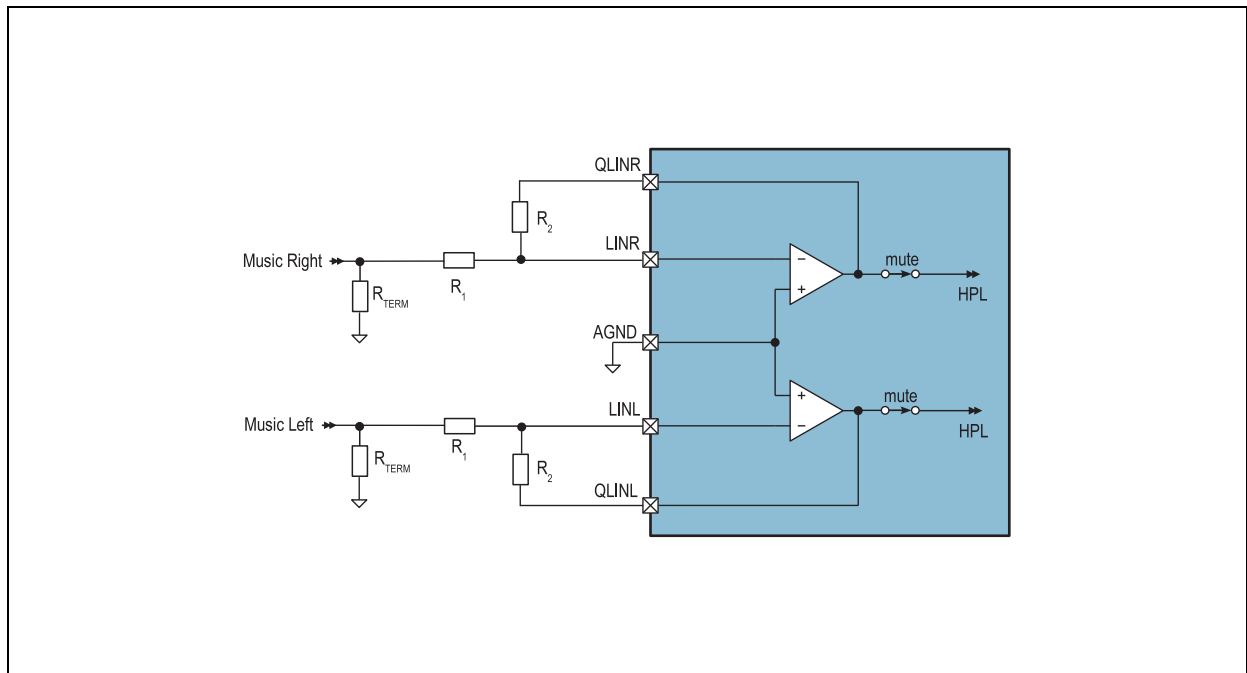 QLINR
R2
LINR
mute
Music Right
R1
HPL
RTERM
AGND
mute
LINL
Music Left
HPL
R1
R2
RTERM
QLINL